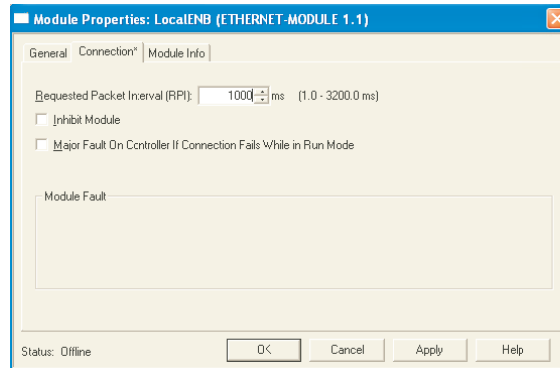 Module Properties: LocalENB (ETHERNET-MODULE 1.1)
General Connection* Module Info
Requested Packet Interval (RPI): 1000 ms (1.0 - 3200.0 ms)
Inhibit Module
Major Fault On Controller If Connection Fails While in Run Mode
Module Fault
Status: Offline OK Cancel Apply Help